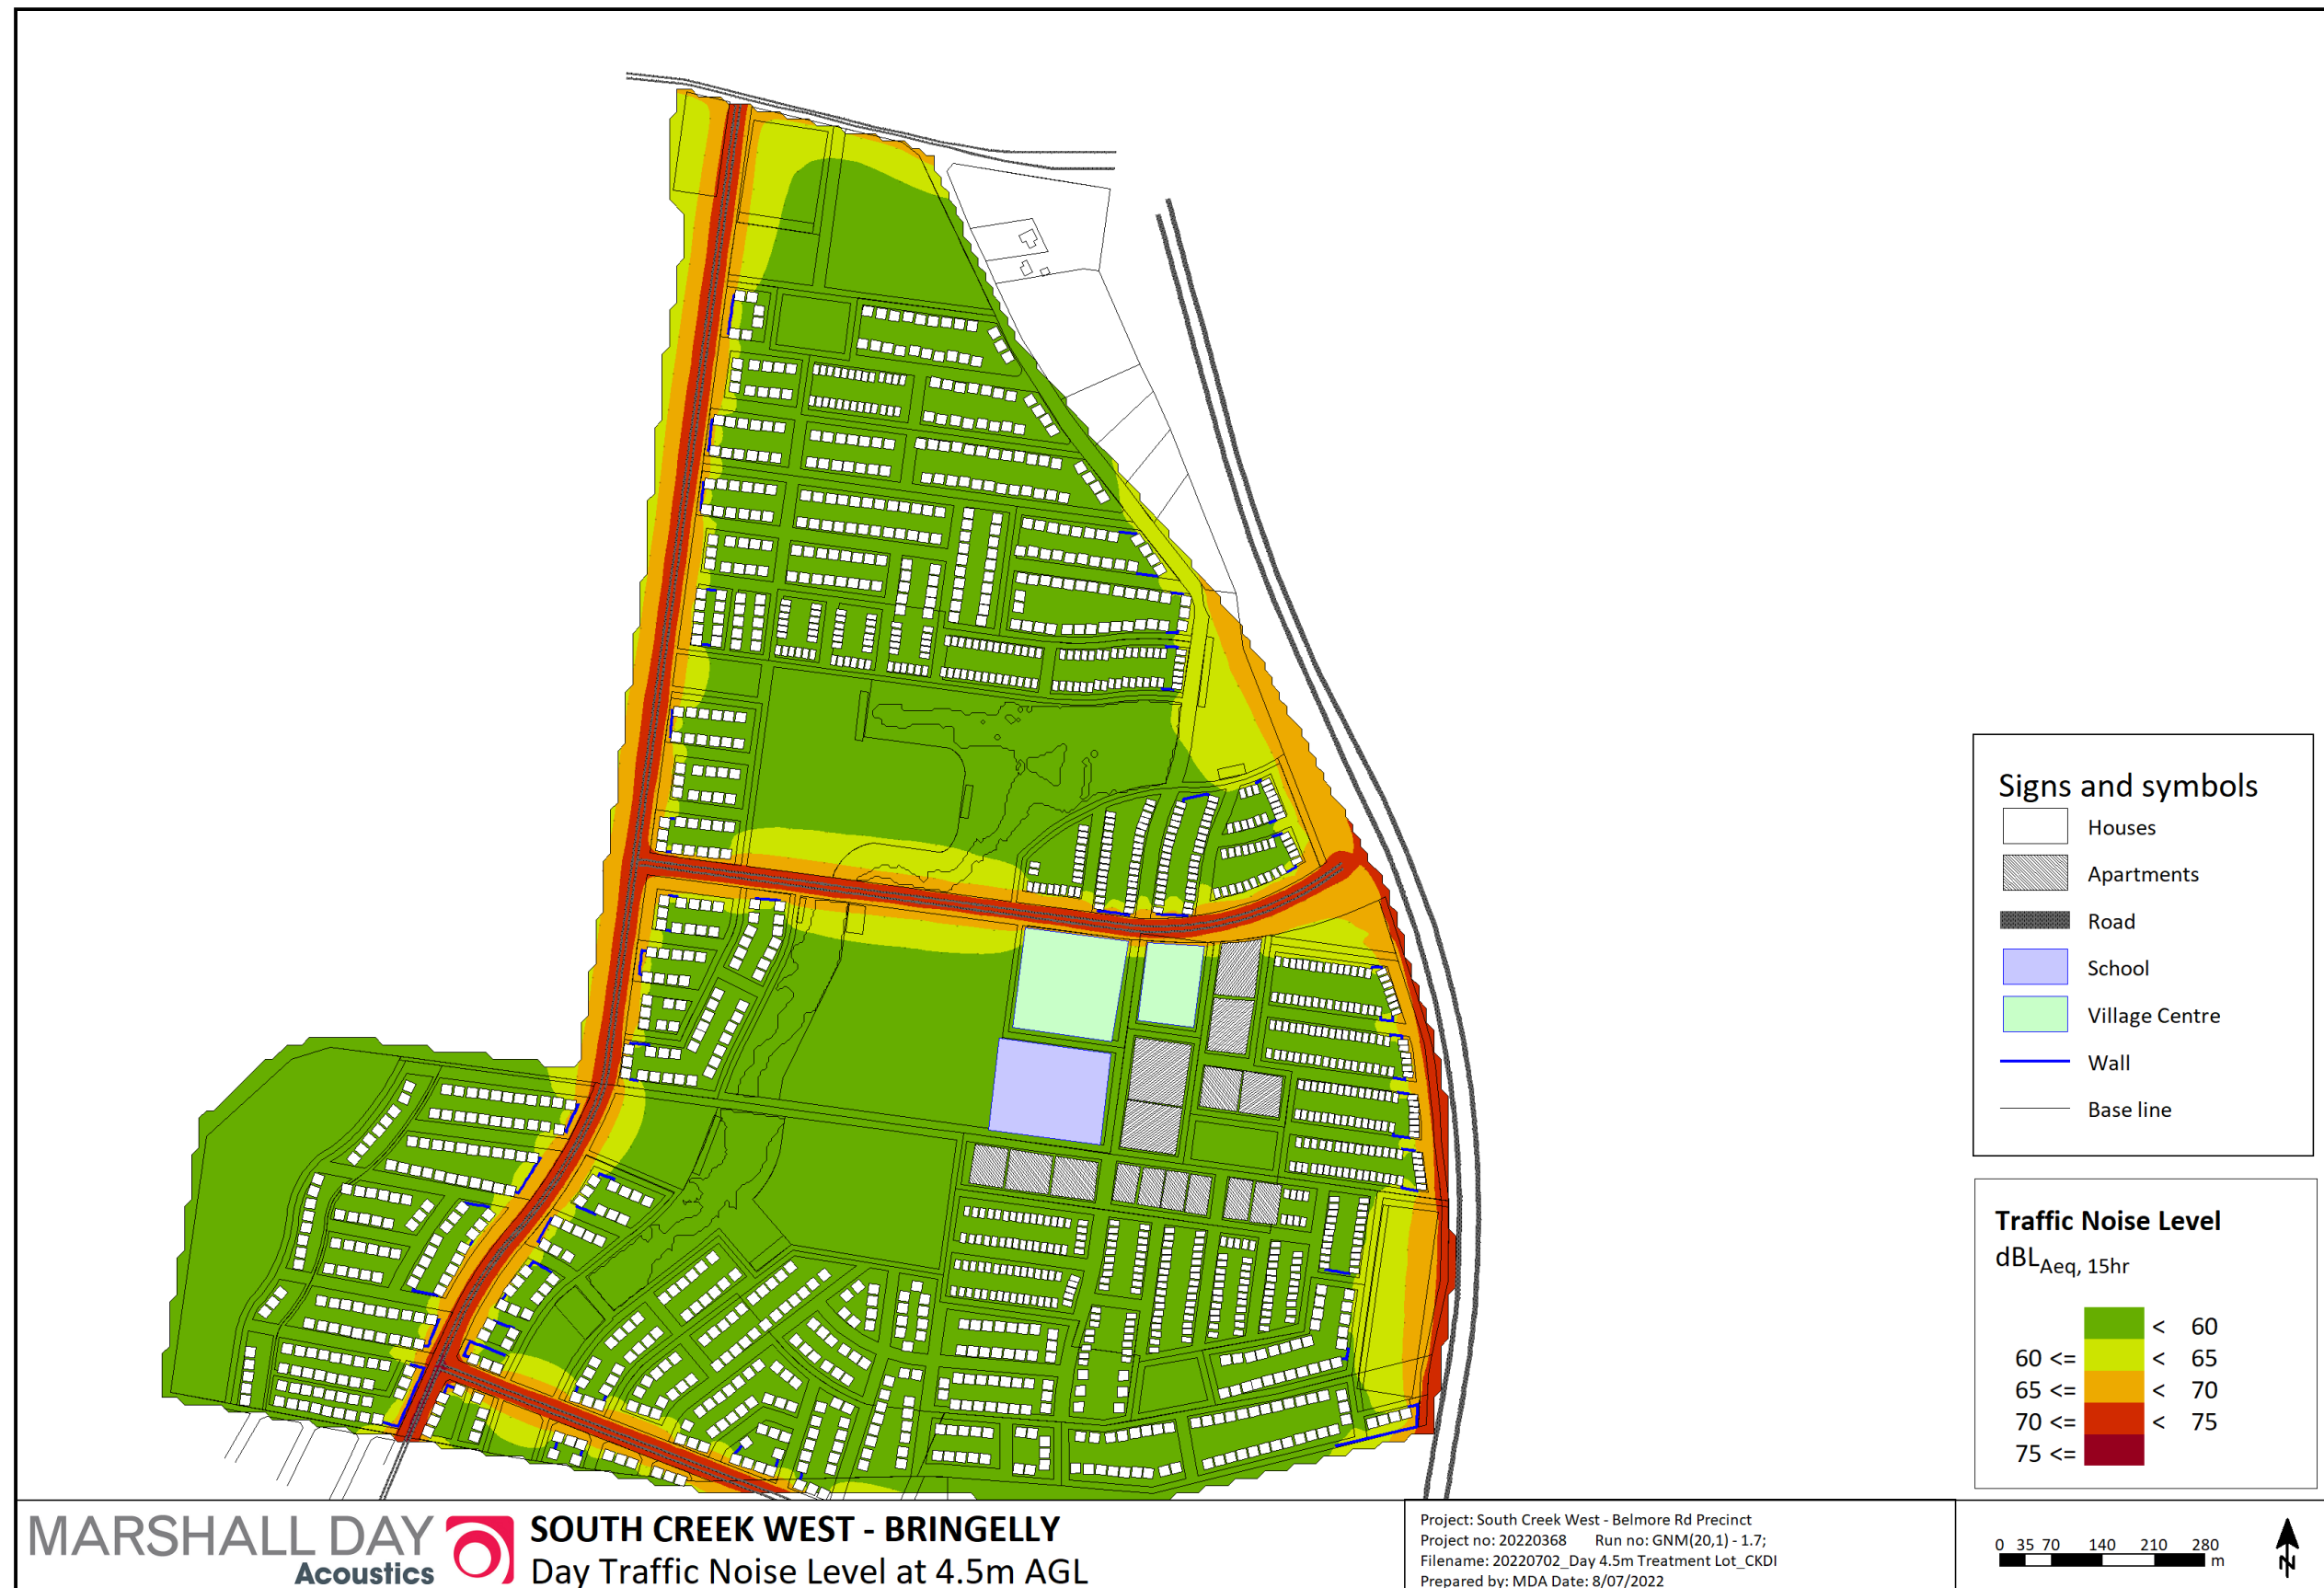 Signs and symbols
Houses
Apartments
Road
School
Village Centre
Wall
Base line
Traffic Noise Level
dBLAeq, 15hr
< 60
60 <= < 65
65 <= < 70
70 <= < 75
75 <=
MARSHALL DAY
Acoustics
SOUTH CREEK WEST - BRINGELLY
Day Traffic Noise Level at 4.5m AGL
Project: South Creek West - Belmore Rd Precinct
Project no: 20220368 Run no: GNM(20,1) - 1.7;
Filename: 20220702_Day 4.5m Treatment Lot_CKDI
Prepared by: MDA Date: 8/07/2022
0 35 70 140 210 280
m
N